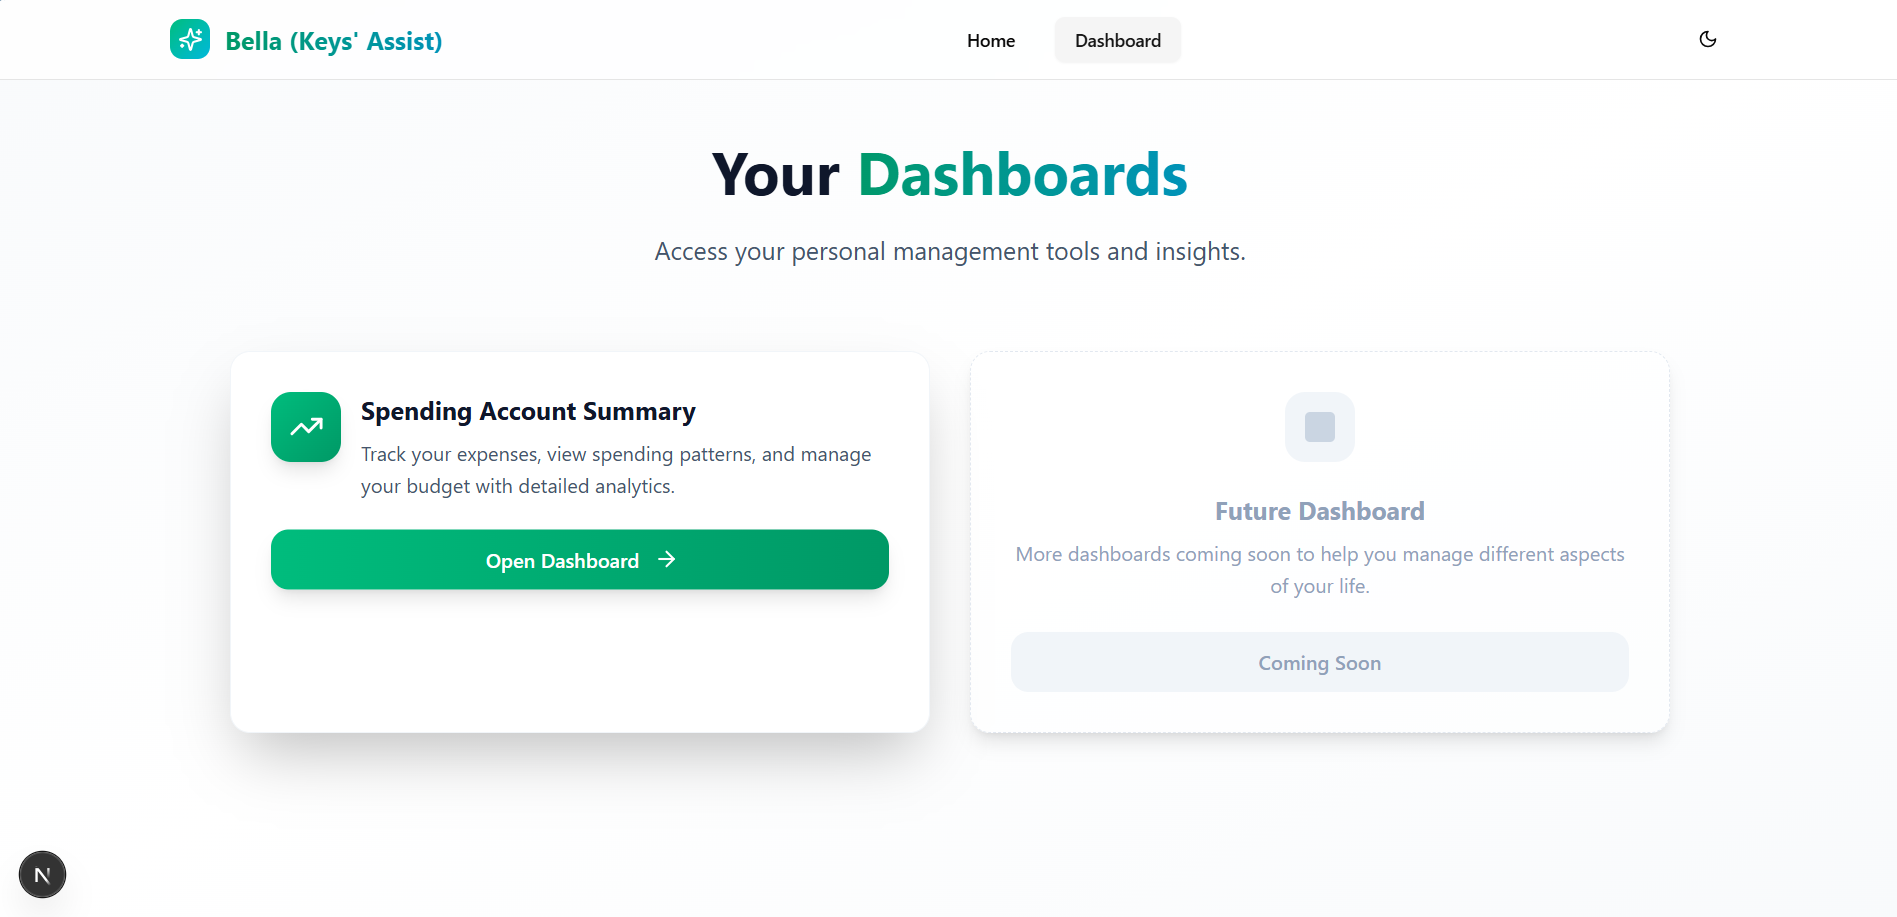 Bella (Keys' Assist)
Home
Dashboard
Your Dashboards
Access your personal management tools and insights.
Spending Account Summary
Track your expenses, view spending patterns, and manage
your budget with detailed analytics.
Open Dashboard
Future Dashboard
More dashboards coming soon to help you manage different aspects
of your life.
Coming Soon
N